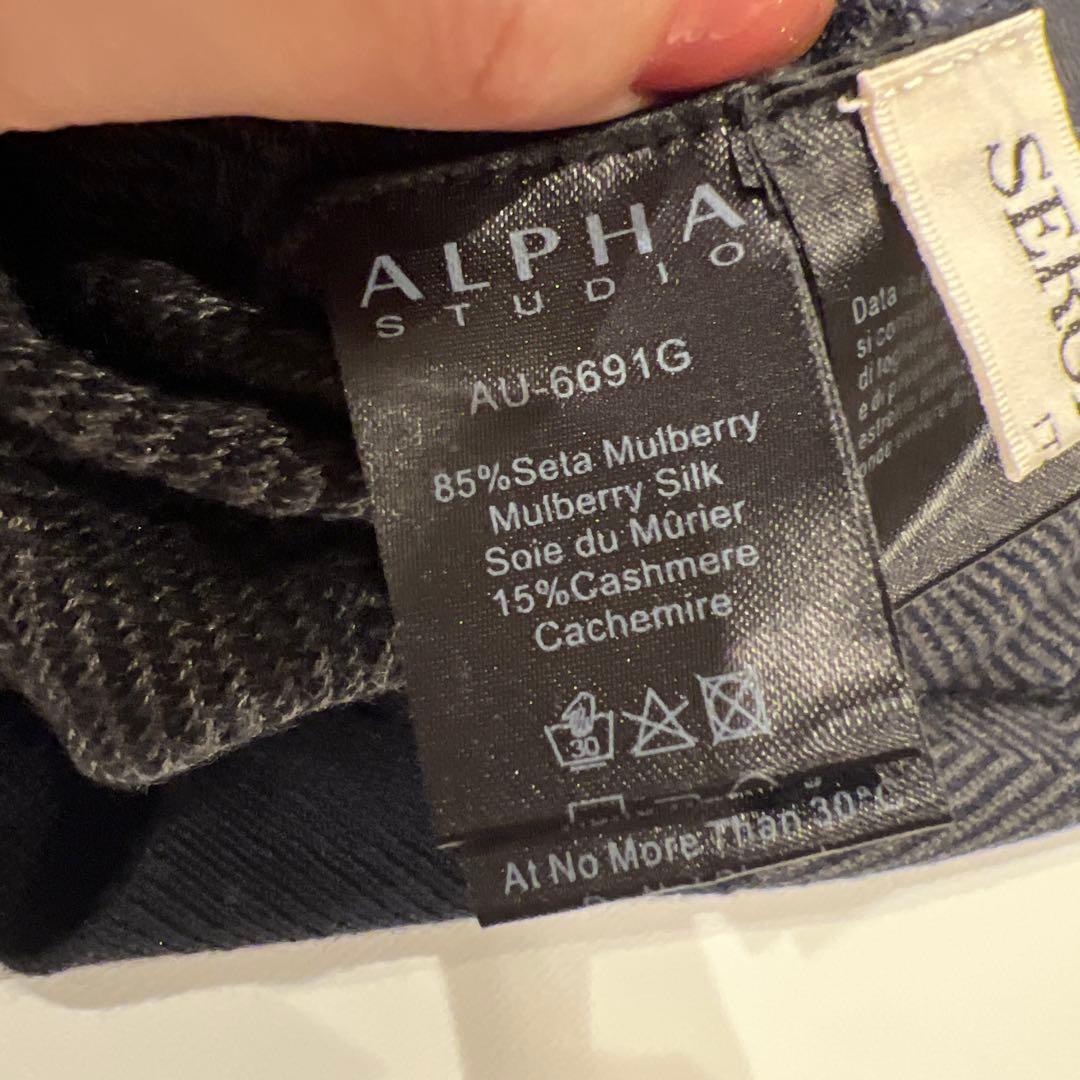 ALPHA
STUDIO
AU-6691G
85%Seta Mulberry
Mulberry Silk
Soie du Mûrier
15%Cashmere
Cachemire
30
At No More Than 30°C
Data
si
di
e di
SER